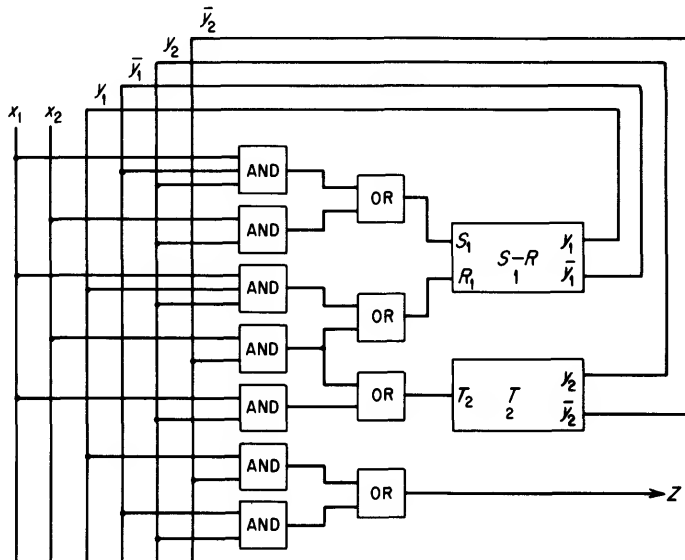 ȳ₂
y₂
ȳ₁
y₁
x₁ x₂
AND
OR
AND
S₁ S–R y₁
R₁ 1 ȳ₁
AND
OR
AND
T₂ T y₂
2 ȳ₂
OR
AND
AND
OR Z
AND